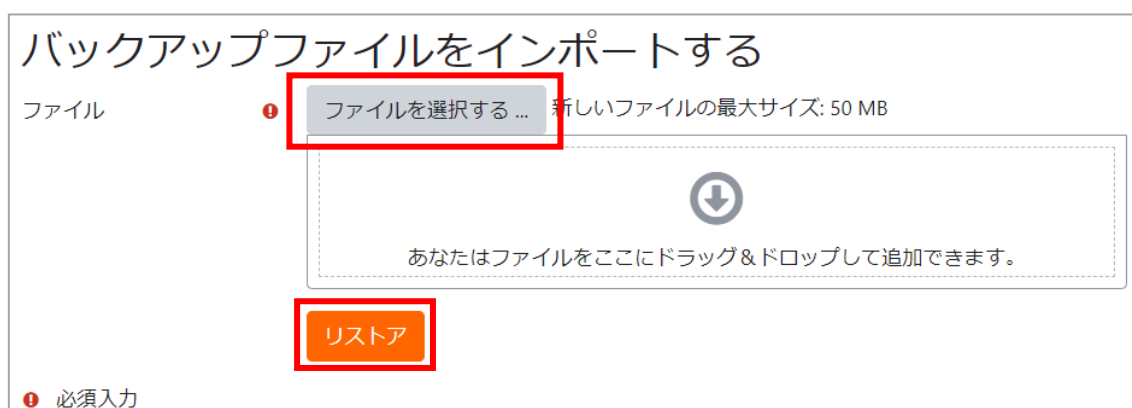 バックアップファイルをインポートする
ファイル
ファイルを選択する ...
新しいファイルの最大サイズ: 50 MB
あなたはファイルをここにドラッグ＆ドロップして追加できます。
リストア
必須入力